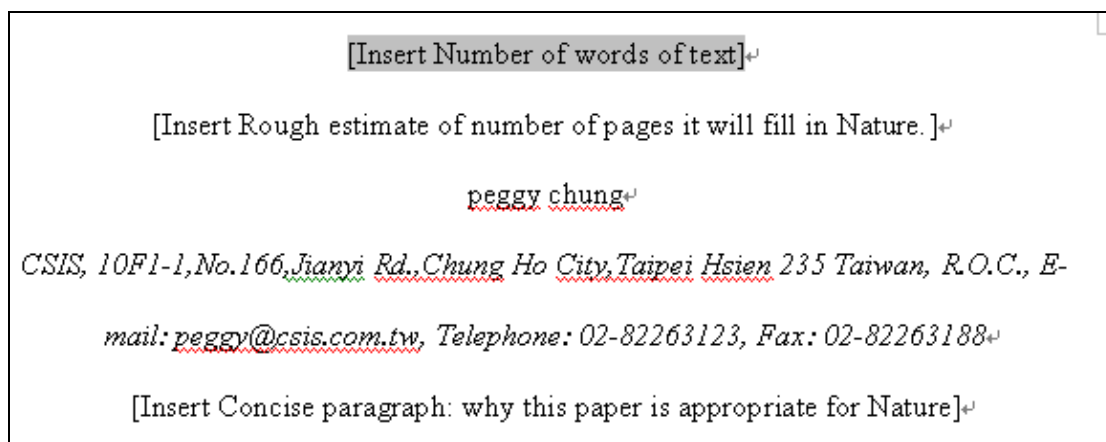 [Insert Number of words of text]
[Insert Rough estimate of number of pages it will fill in Nature.]
peggy chung
CSIS, 10F1-1,No.166,Jianyi Rd.,Chung Ho City,Taipei Hsien 235 Taiwan, R.O.C., E-
mail: peggy@csis.com.tw, Telephone: 02-82263123, Fax: 02-82263188
[Insert Concise paragraph: why this paper is appropriate for Nature]